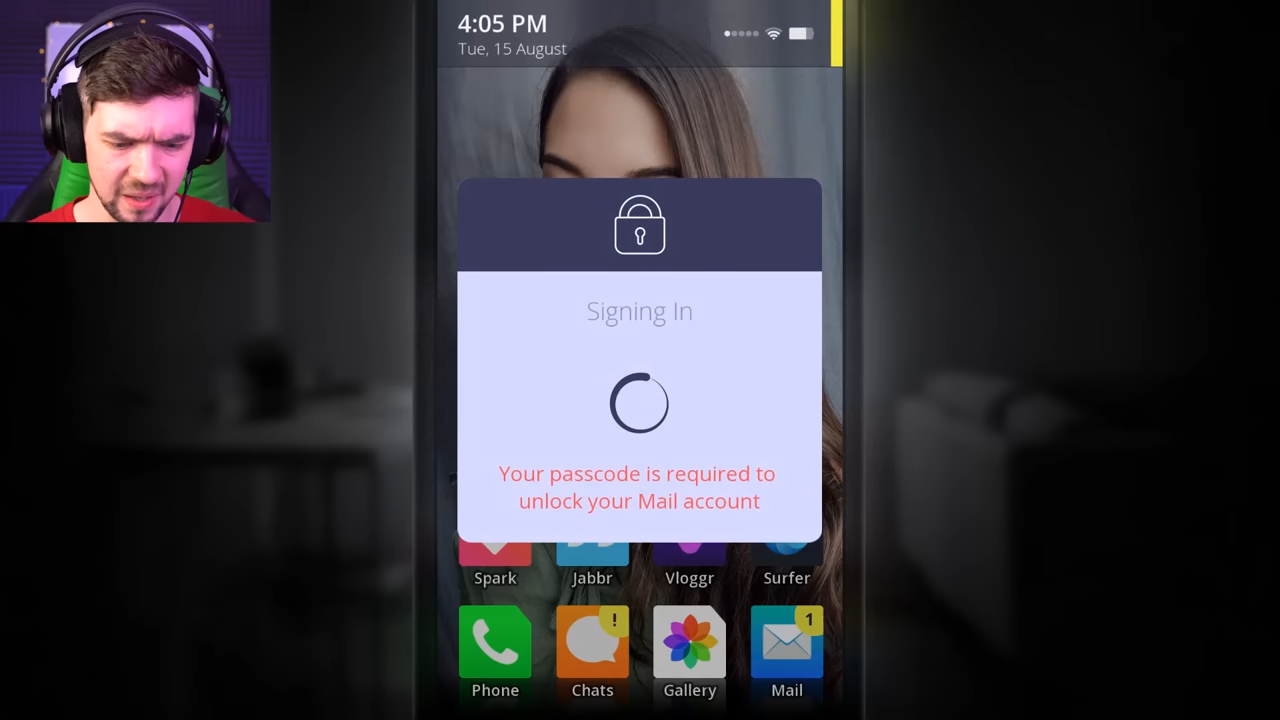 4:05 PM
Tue, 15 August
Signing In
Your passcode is required to
unlock your Mail account
Spark
Jabbr
Vloggr
Surfer
!
1
Phone
Chats
Gallery
Mail